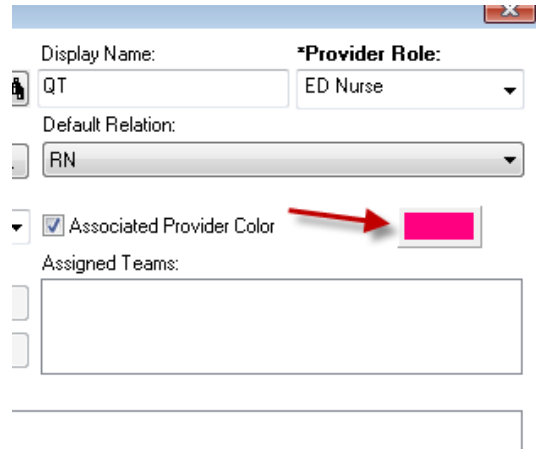 Display Name: *Provider Role:
QT ED Nurse
Default Relation:
RN
Associated Provider Color
Assigned Teams: